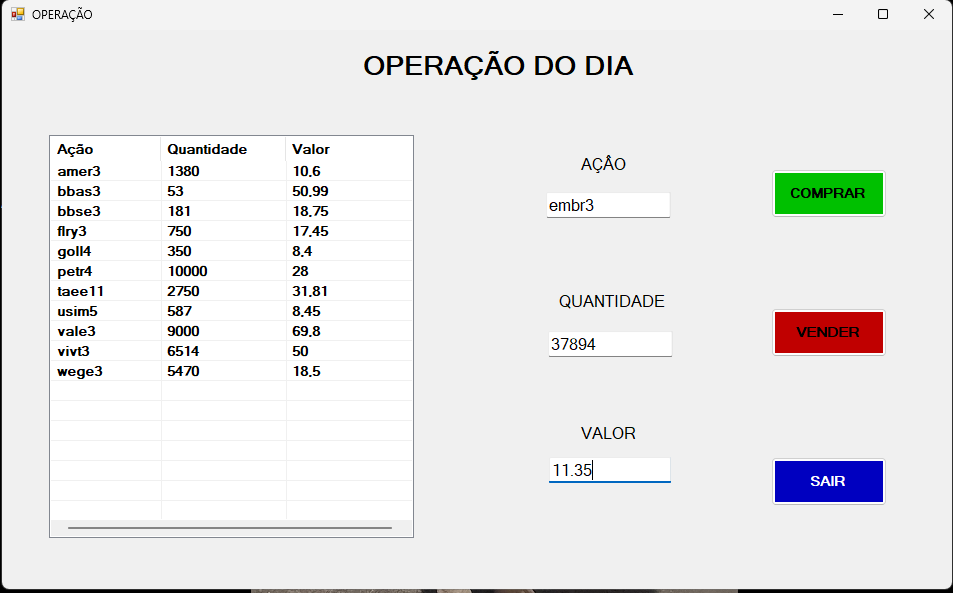 OPERAÇÃO
OPERAÇÃO DO DIA
Ação Quantidade Valor
amer3 1380 10,6
bbas3 53 50,99
bbse3 181 18,75
flry3 750 17,45
goll4 350 8,4
petr4 10000 28
taee11 2750 31,81
usim5 587 8,45
vale3 9000 69,8
vivt3 6514 50
wege3 5470 18,5
AÇÃO
embr3
COMPRAR
QUANTIDADE
37894
VENDER
VALOR
11.35
SAIR